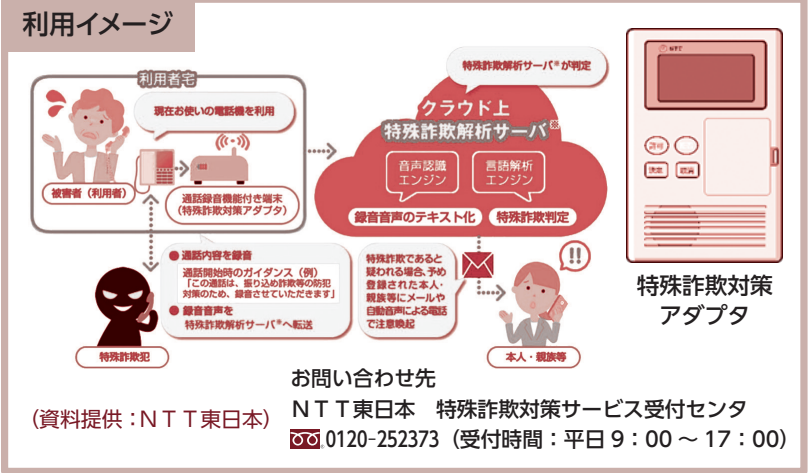 利用イメージ
利用者宅
現在お使いの電話機を利用
被害者（利用者）
通話録音機能付き端末
（特殊詐欺対策アダプタ）
特殊詐欺解析サーバ※が判定
クラウド上
特殊詐欺解析サーバ※
音声認識
エンジン
言語解析
エンジン
録音音声のテキスト化
特殊詐欺判定
● 通話内容を録音
通話開始時のガイダンス（例）
「この通話は、振り込め詐欺等の防犯
対策のため、録音させていただきます」
● 録音音声を
特殊詐欺解析サーバ※へ転送
特殊詐欺犯
特殊詐欺であると
疑われる場合、予め
登録された本人・
親族等にメールや
自動音声による電話
で注意喚起
!!
本人・親族等
NTT
特殊詐欺対策
アダプタ
お問い合わせ先
（資料提供：ＮＴＴ東日本）
ＮＴＴ東日本　特殊詐欺対策サービス受付センタ
0120-252373（受付時間：平日 9：00 ～ 17：00）